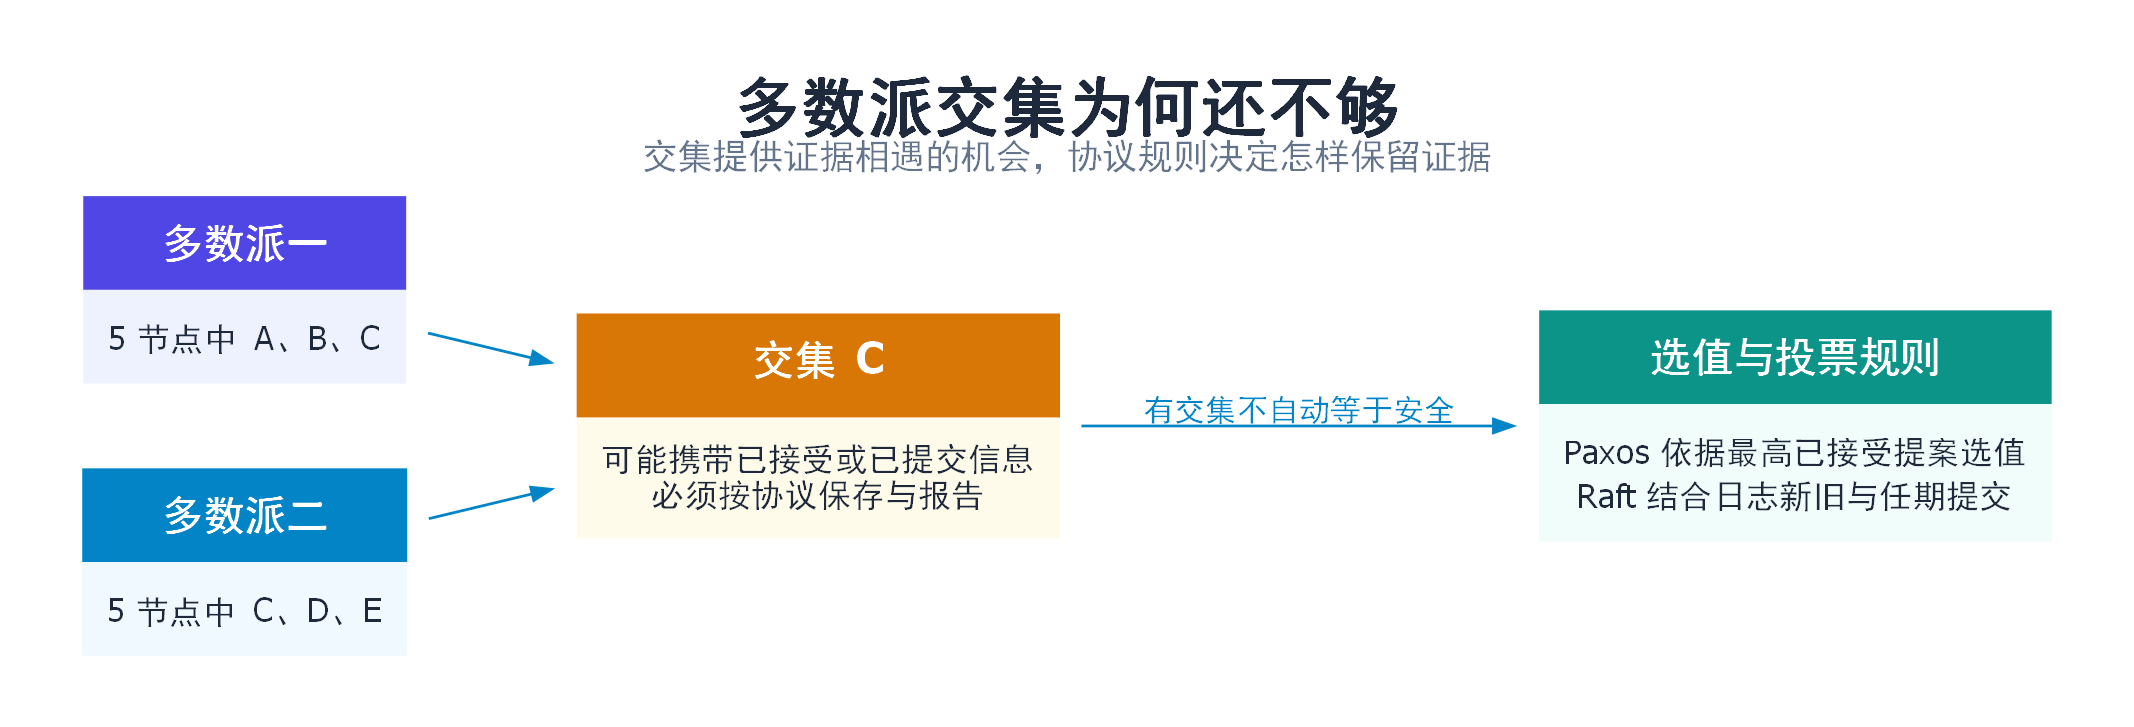 多数派交集为何还不够
交集提供证据相遇的机会，协议规则决定怎样保留证据
多数派一
5 节点中 A、B、C
多数派二
5 节点中 C、D、E
交集 C
可能携带已接受或已提交信息
必须按协议保存与报告
有交集不自动等于安全
选值与投票规则
Paxos 依据最高已接受提案选值
Raft 结合日志新旧与任期提交